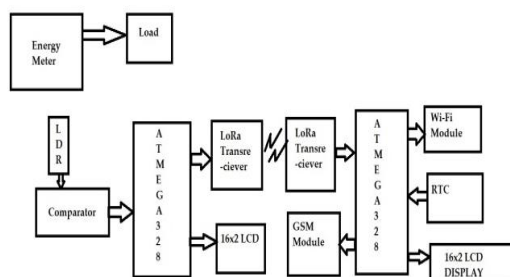 Energy
Meter
Load
L
D
R
Comparator
A
T
M
E
G
A
3
2
8
LoRa
Transre
-ciever
16x2 LCD
LoRa
Transre
-ciever
GSM
Module
A
T
M
E
G
A
3
2
8
Wi-Fi
Module
RTC
16x2 LCD
DISPLAY